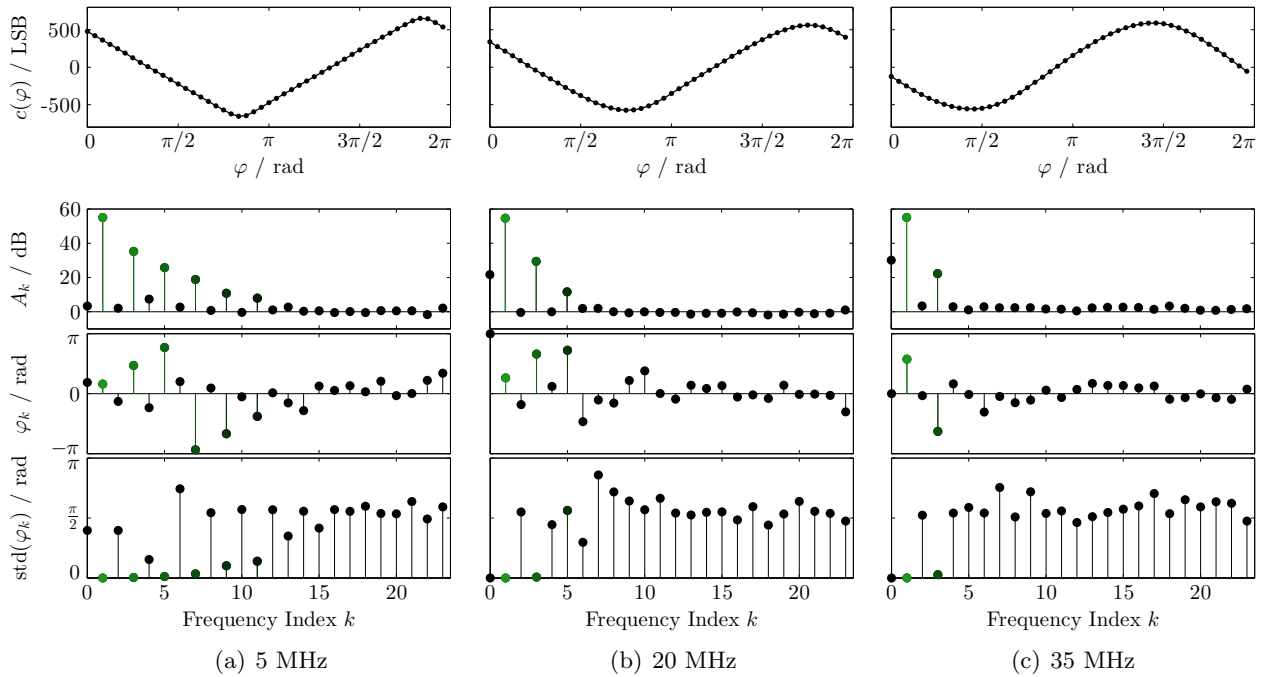 c(φ) / LSB
500
0
-500
0 π/2 π 3π/2 2π
φ / rad
0 π/2 π 3π/2 2π
φ / rad
0 π/2 π 3π/2 2π
φ / rad
A_k / dB
60
40
20
0
φ_k / rad
π
0
−π
std(φ_k) / rad
π
π/2
0
0 5 10 15 20
Frequency Index k
0 5 10 15 20
Frequency Index k
0 5 10 15 20
Frequency Index k
(a) 5 MHz
(b) 20 MHz
(c) 35 MHz